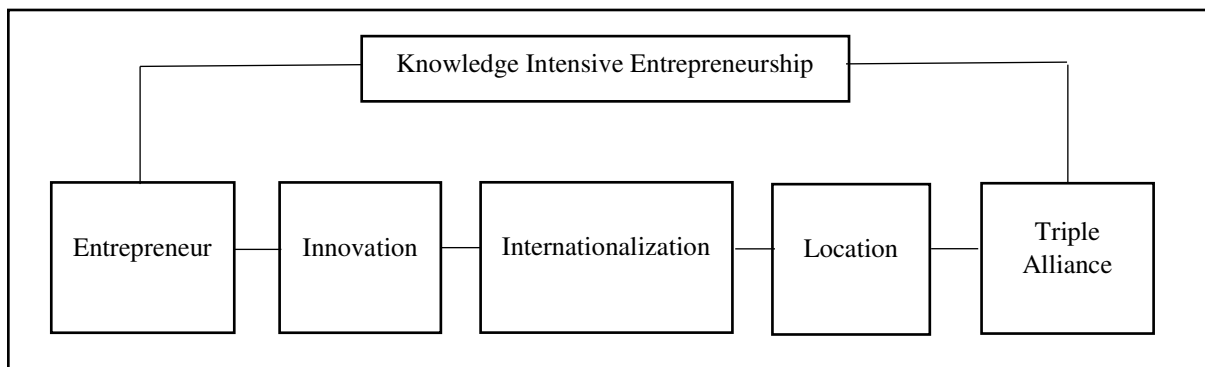 Knowledge Intensive Entrepreneurship
Entrepreneur
Innovation
Internationalization
Location
Triple
Alliance